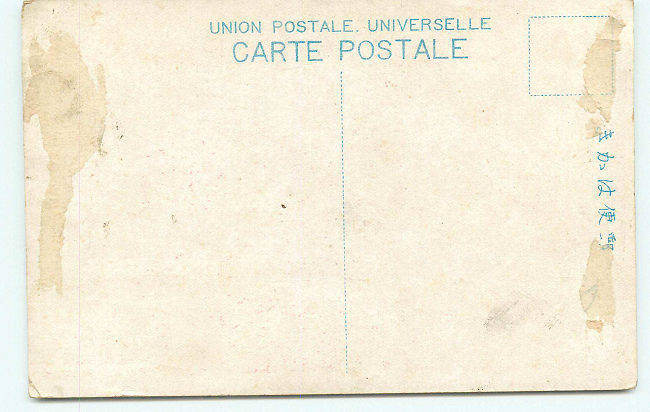 UNION POSTALE. UNIVERSELLE
CARTE POSTALE
きかは便郵